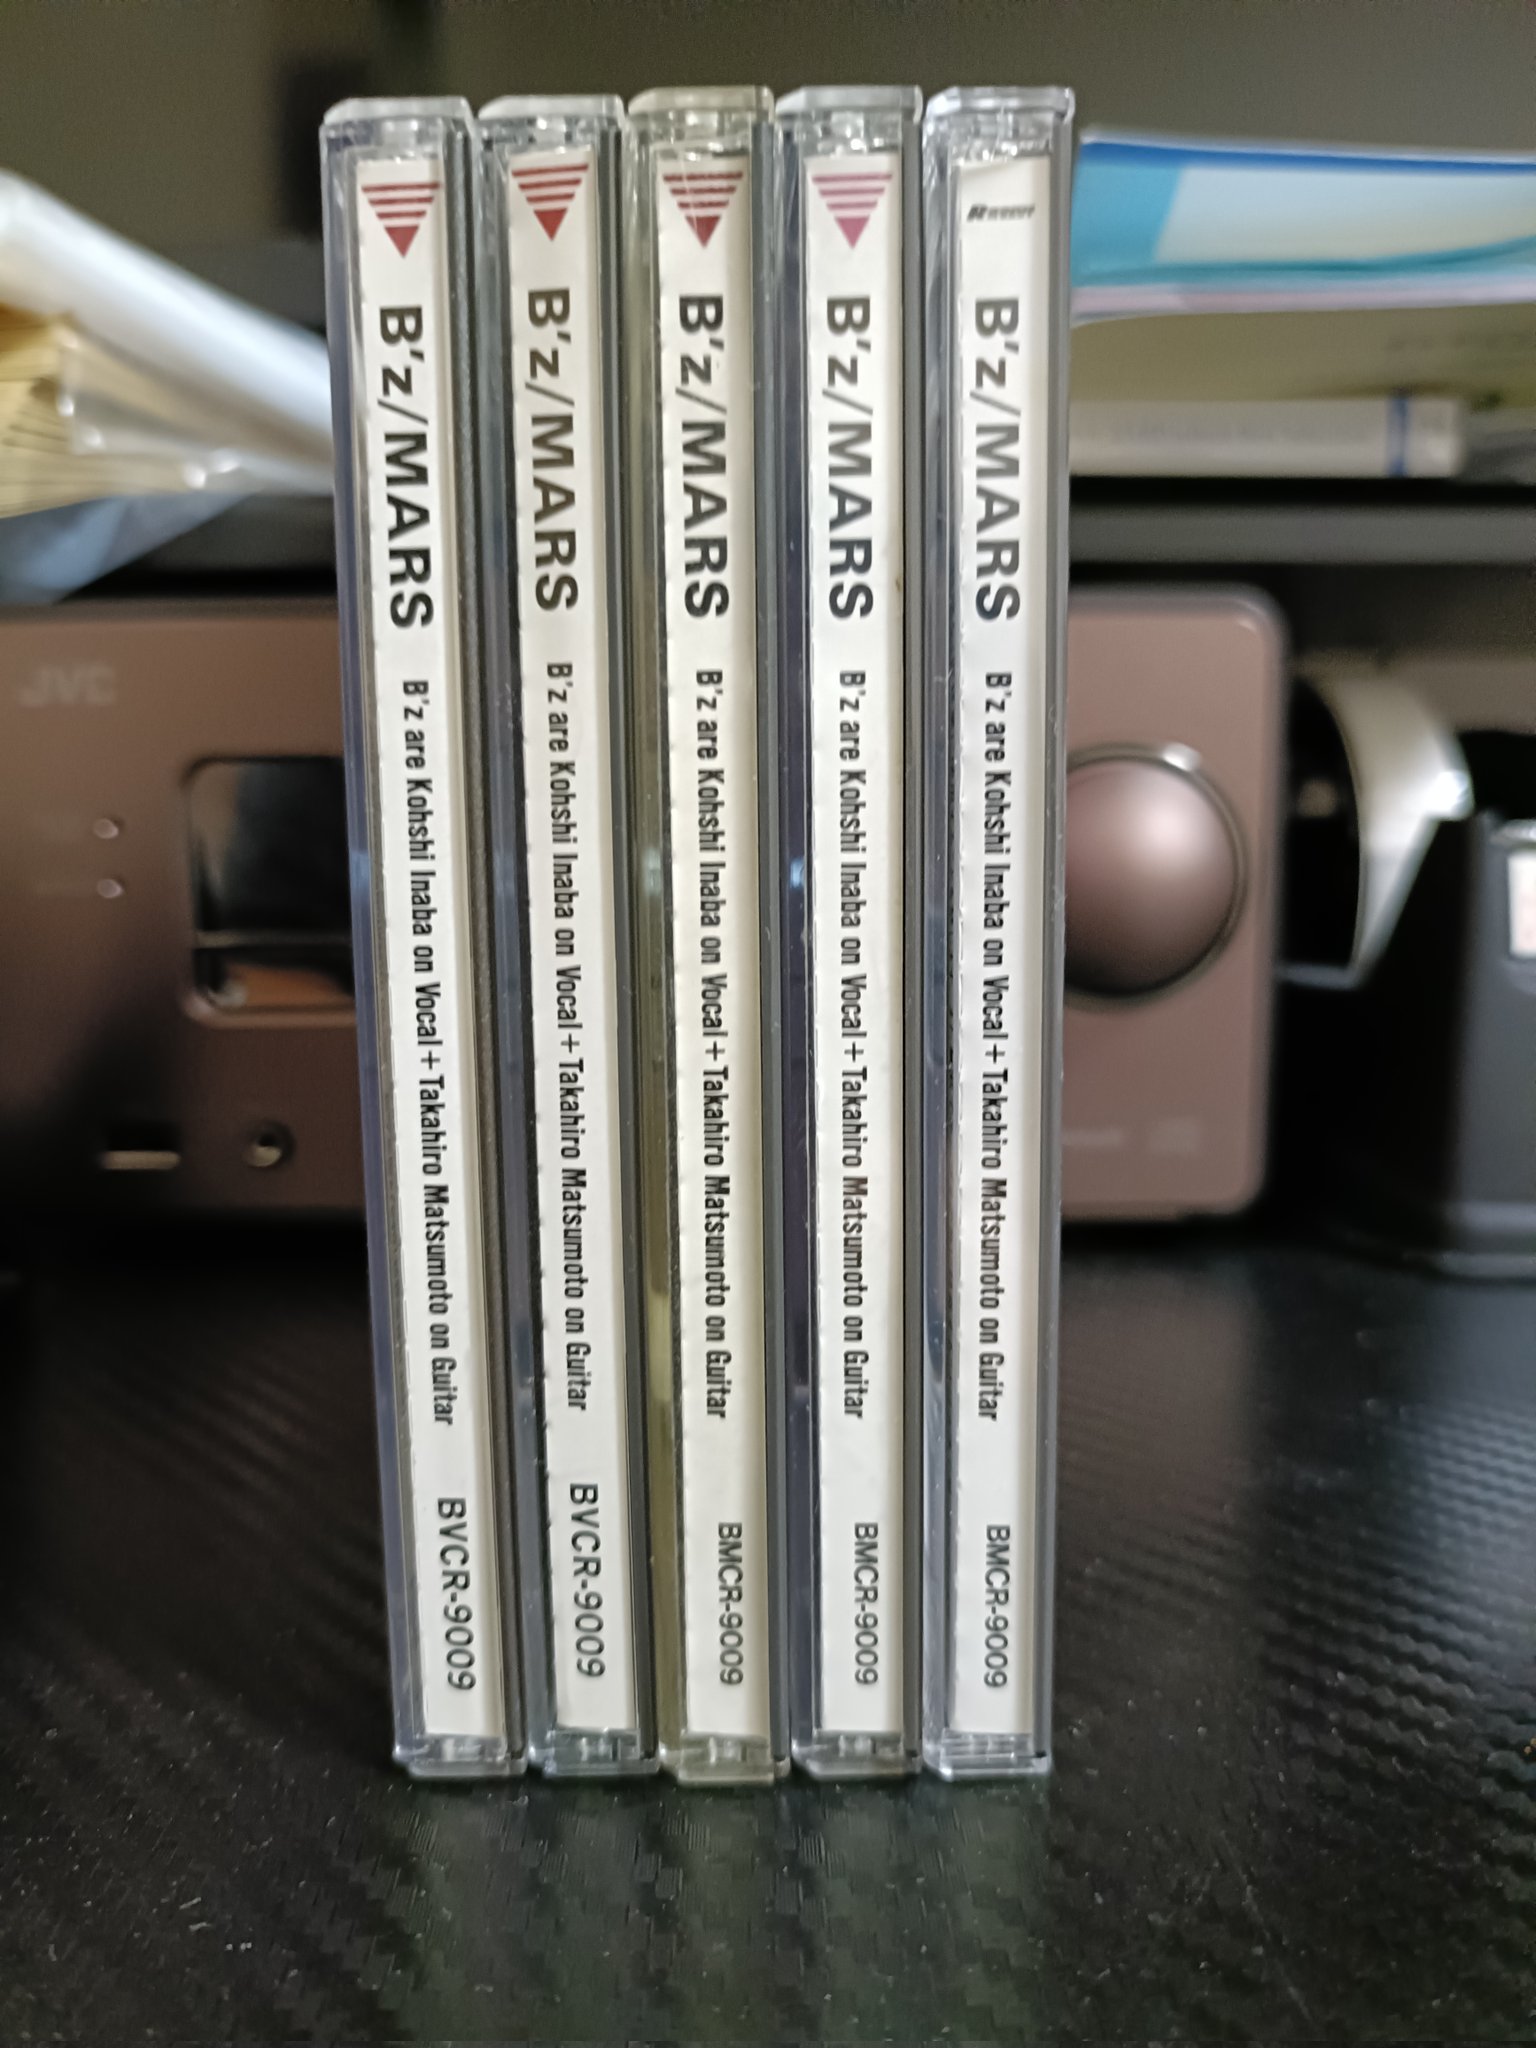 B'z/MARS B'z are Kohshi Inaba on Vocal+Takahiro Matsumoto on Guitar BVCR-9009
B'z/MARS B'z are Kohshi Inaba on Vocal+Takahiro Matsumoto on Guitar BVCR-9009
B'z/MARS B'z are Kohshi Inaba on Vocal+Takahiro Matsumoto on Guitar BMCR-9009
B'z/MARS B'z are Kohshi Inaba on Vocal+Takahiro Matsumoto on Guitar BMCR-9009
B'z/MARS B'z are Kohshi Inaba on Vocal+Takahiro Matsumoto on Guitar BMCR-9009
JVC